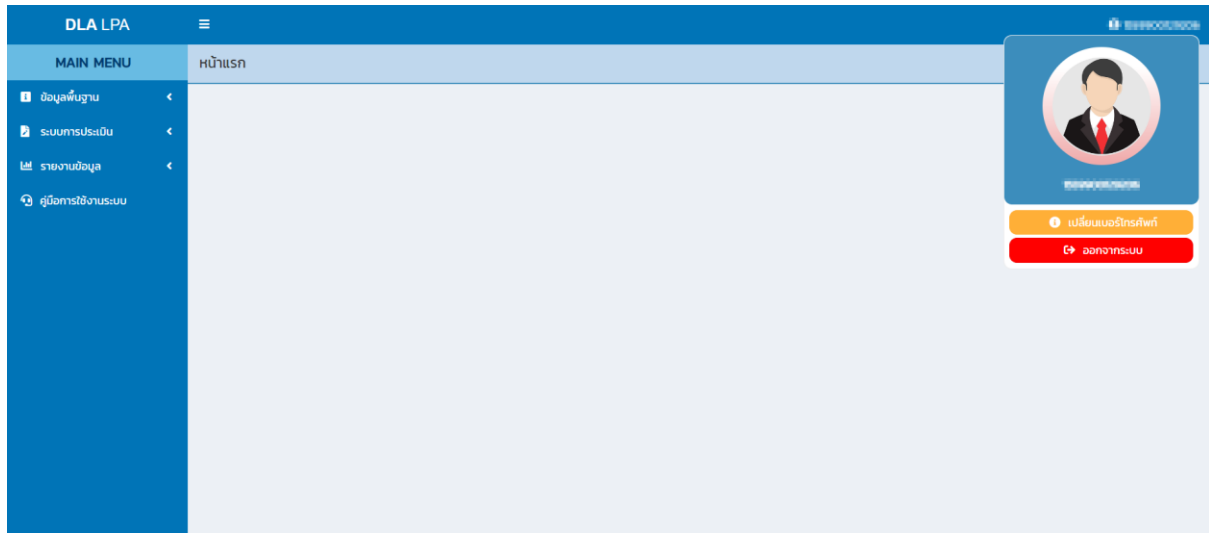 DLA LPA
MAIN MENU
หน้าแรก
ข้อมูลพื้นฐาน
ระบบการประเมิน
รายงานข้อมูล
คู่มือการใช้งานระบบ
เปลี่ยนเบอร์โทรศัพท์
ออกจากระบบ